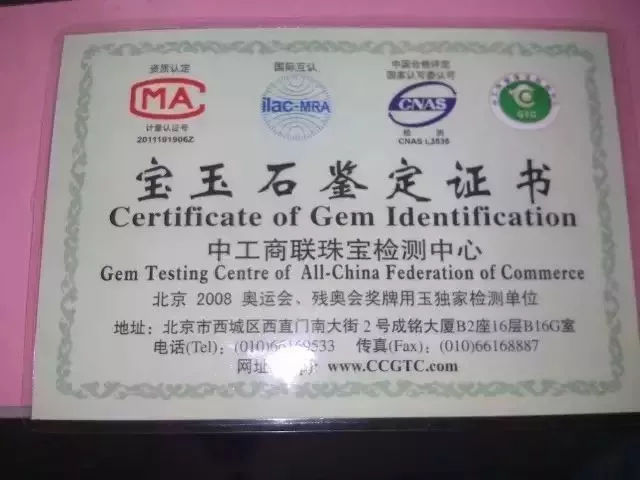 资质认定
CMA
计量认证号
2011191906Z
国际互认
ilac-MRA
中国合格评定
国家认可委认可
CNAS
检 测
CNAS L3836
GTC
宝玉石鉴定证书
Certificate of Gem Identification
中工商联珠宝检测中心
Gem Testing Centre of All-China Federation of Commerce
北京 2008 奥运会、残奥会奖牌用玉独家检测单位
地址：北京市西城区西直门南大街 2 号成铭大厦B2座16层B16G室
电话(Tel)：(010)66169533 传真(Fax)：(010)66168887
网址 www.CCGTC.com